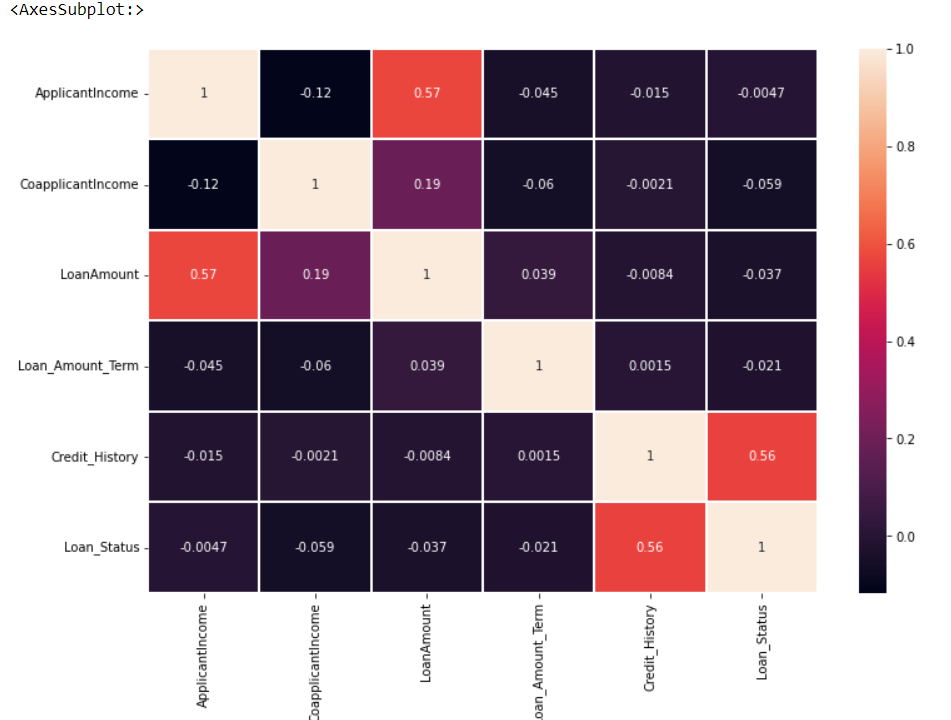 <AxesSubplot:>
1.0
ApplicantIncome 1 -0.12 0.57 -0.045 -0.015 -0.0047
0.8
CoapplicantIncome -0.12 1 0.19 -0.06 -0.0021 -0.059
0.6
LoanAmount 0.57 0.19 1 0.039 -0.0084 -0.037
0.4
Loan_Amount_Term -0.045 -0.06 0.039 1 0.0015 -0.021
0.2
Credit_History -0.015 -0.0021 -0.0084 0.0015 1 0.56
0.0
Loan_Status -0.0047 -0.059 -0.037 -0.021 0.56 1
ApplicantIncome
oapplicantIncome
LoanAmount
oan_Amount_Term
Credit_History
Loan_Status